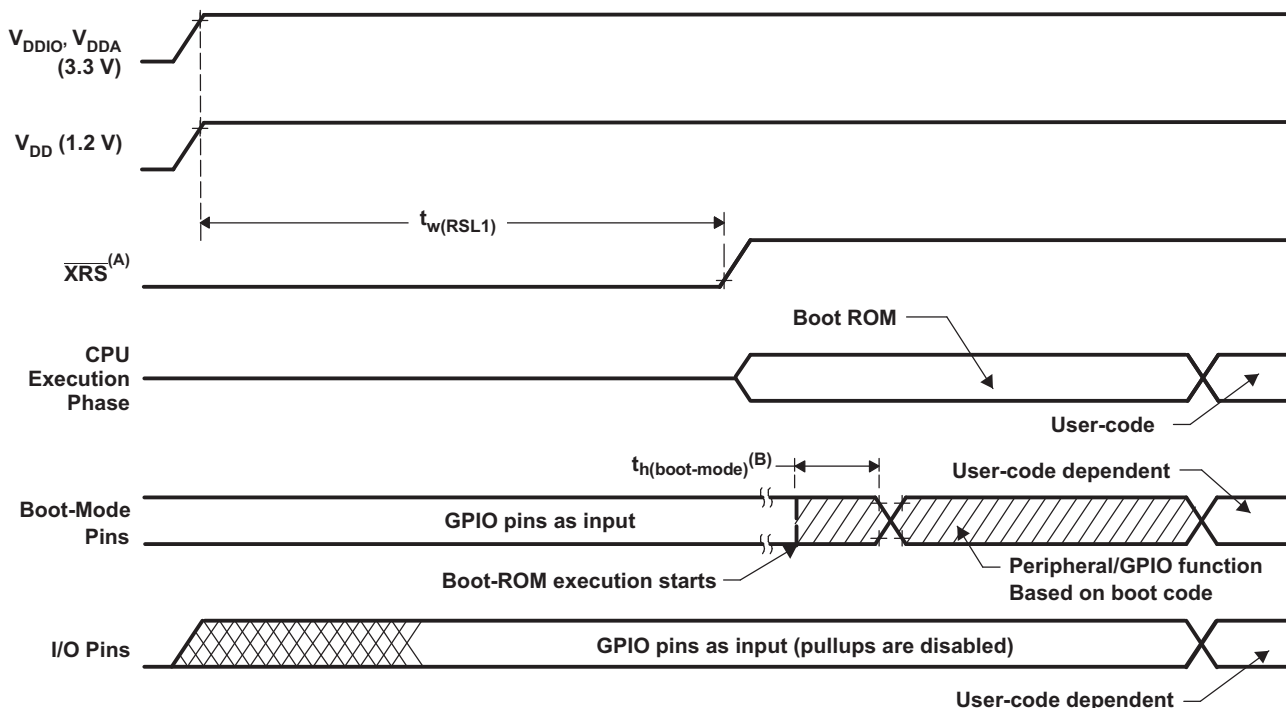 VDDIO, VDDA
(3.3 V)
VDD (1.2 V)
tw(RSL1)
XRS(A)
Boot ROM
CPU
Execution
Phase
User-code
th(boot-mode)(B)
User-code dependent
Boot-Mode
Pins
GPIO pins as input
Boot-ROM execution starts
Peripheral/GPIO function
Based on boot code
I/O Pins
GPIO pins as input (pullups are disabled)
User-code dependent